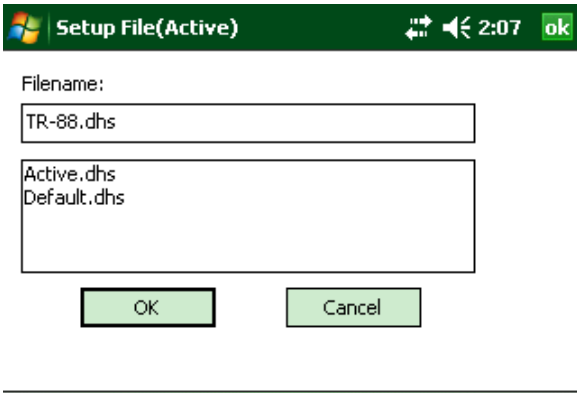 Setup File(Active) 2:07 ok
Filename:
TR-88.dhs
Active.dhs
Default.dhs
OK Cancel